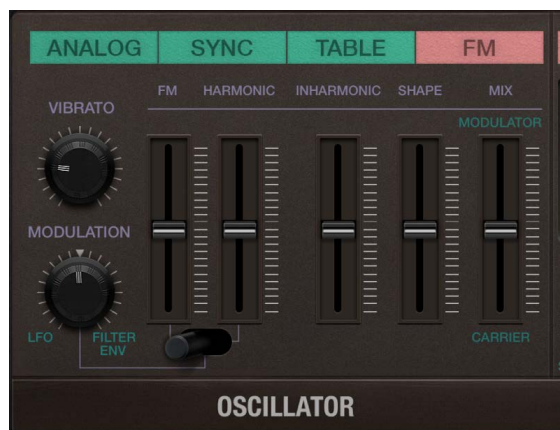 ANALOG SYNC TABLE FM
FM HARMONIC INHARMONIC SHAPE MIX
VIBRATO
MODULATOR
MODULATION
LFO FILTER ENV CARRIER
OSCILLATOR